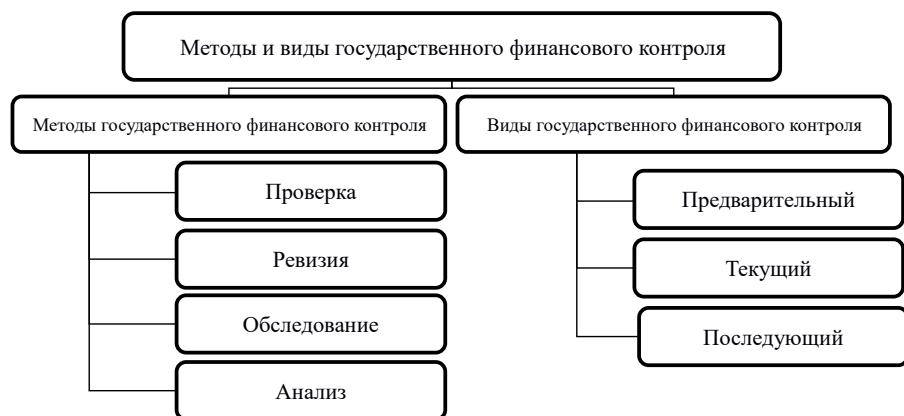 Методы и виды государственного финансового контроля
Методы государственного финансового контроля
Проверка
Ревизия
Обследование
Анализ
Виды государственного финансового контроля
Предварительный
Текущий
Последующий